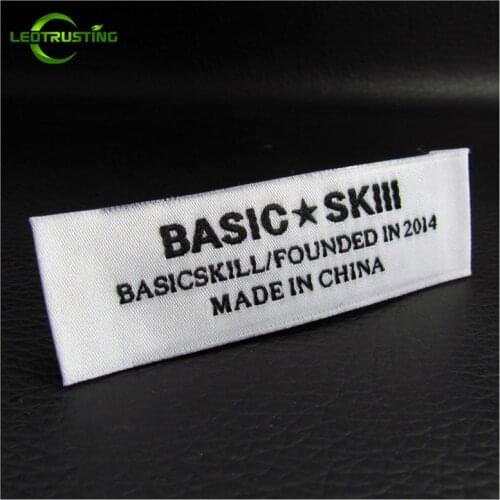 LEOTRUSTING
BASIC★SKIII
BASICSKILL/FOUNDED IN 2014
MADE IN CHINA